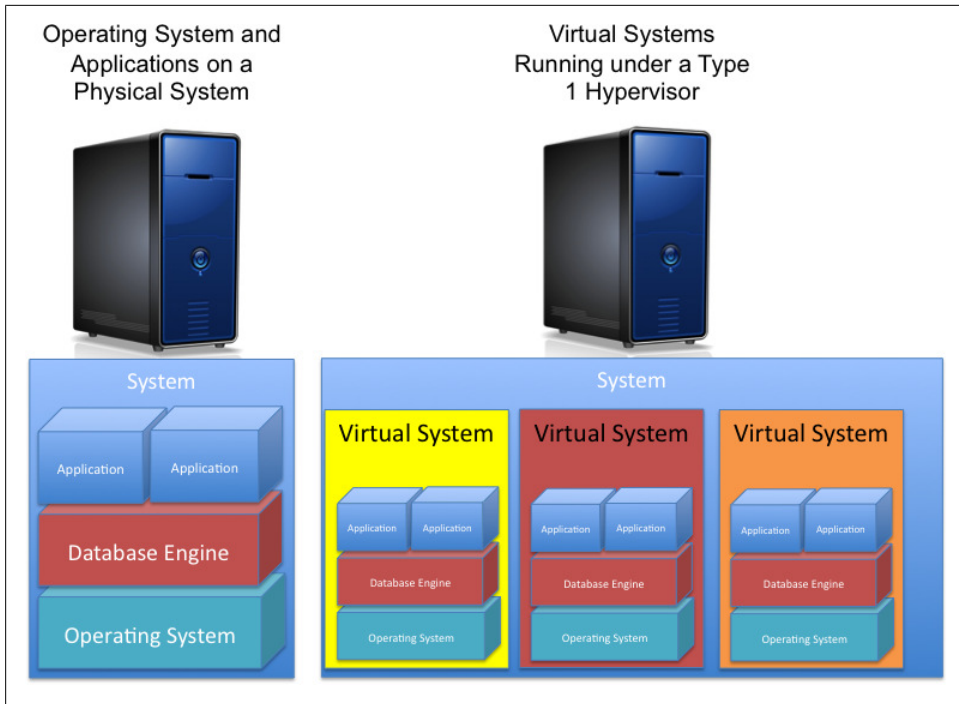 Operating System and
Applications on a
Physical System
Virtual Systems
Running under a Type
1 Hypervisor
System
Application
Application
Database Engine
Operating System
System
Virtual System
Application
Application
Database Engine
Operating System
Virtual System
Application
Application
Database Engine
Operating System
Virtual System
Application
Application
Database Engine
Operating System